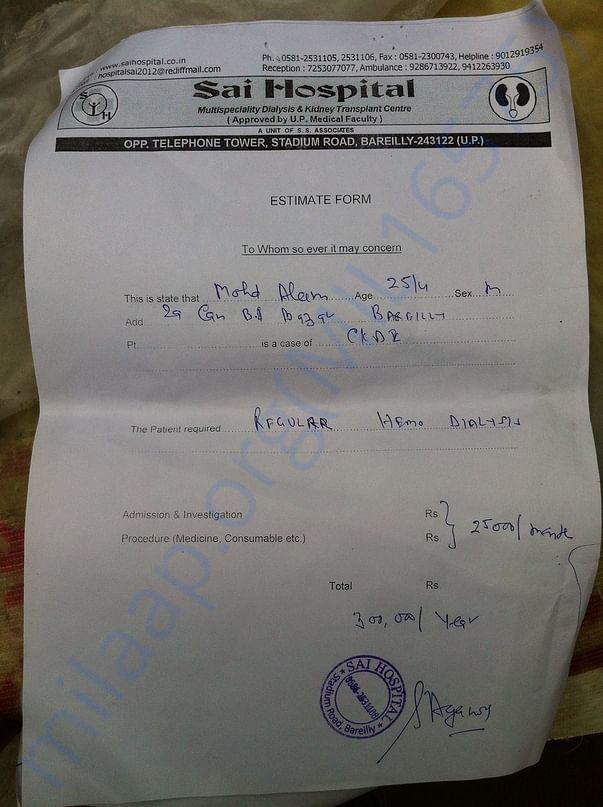 www.saihospital.co.in
hospitalsai2012@rediffmail.com
Ph. 0581-2531105, 2531106, Fax : 0581-2300743, Helpline : 9012919354
Reception : 7253077077, Ambulance : 9286713922, 9412263930
S H
Sai Hospital
Multispeciality Dialysis & Kidney Transplant Centre
( Approved by U.P. Medical Faculty )
A UNIT OF S. S. ASSOCIATES
OPP. TELEPHONE TOWER, STADIUM ROAD, BAREILLY-243122 (U.P.)
ESTIMATE FORM
To Whom so ever it may concern
This is state that Mohd Aleem Age 25/4 Sex M
Add BAREILLY
Pt. is a case of
The Patient required REGULAR HEMO DIALYSIS
Admission & Investigation Rs
Procedure (Medicine, Consumable etc.) Rs
25000/
Total Rs
300,00/ Year
SAI HOSPITAL
Stadium Road, Bareilly
milaap.org